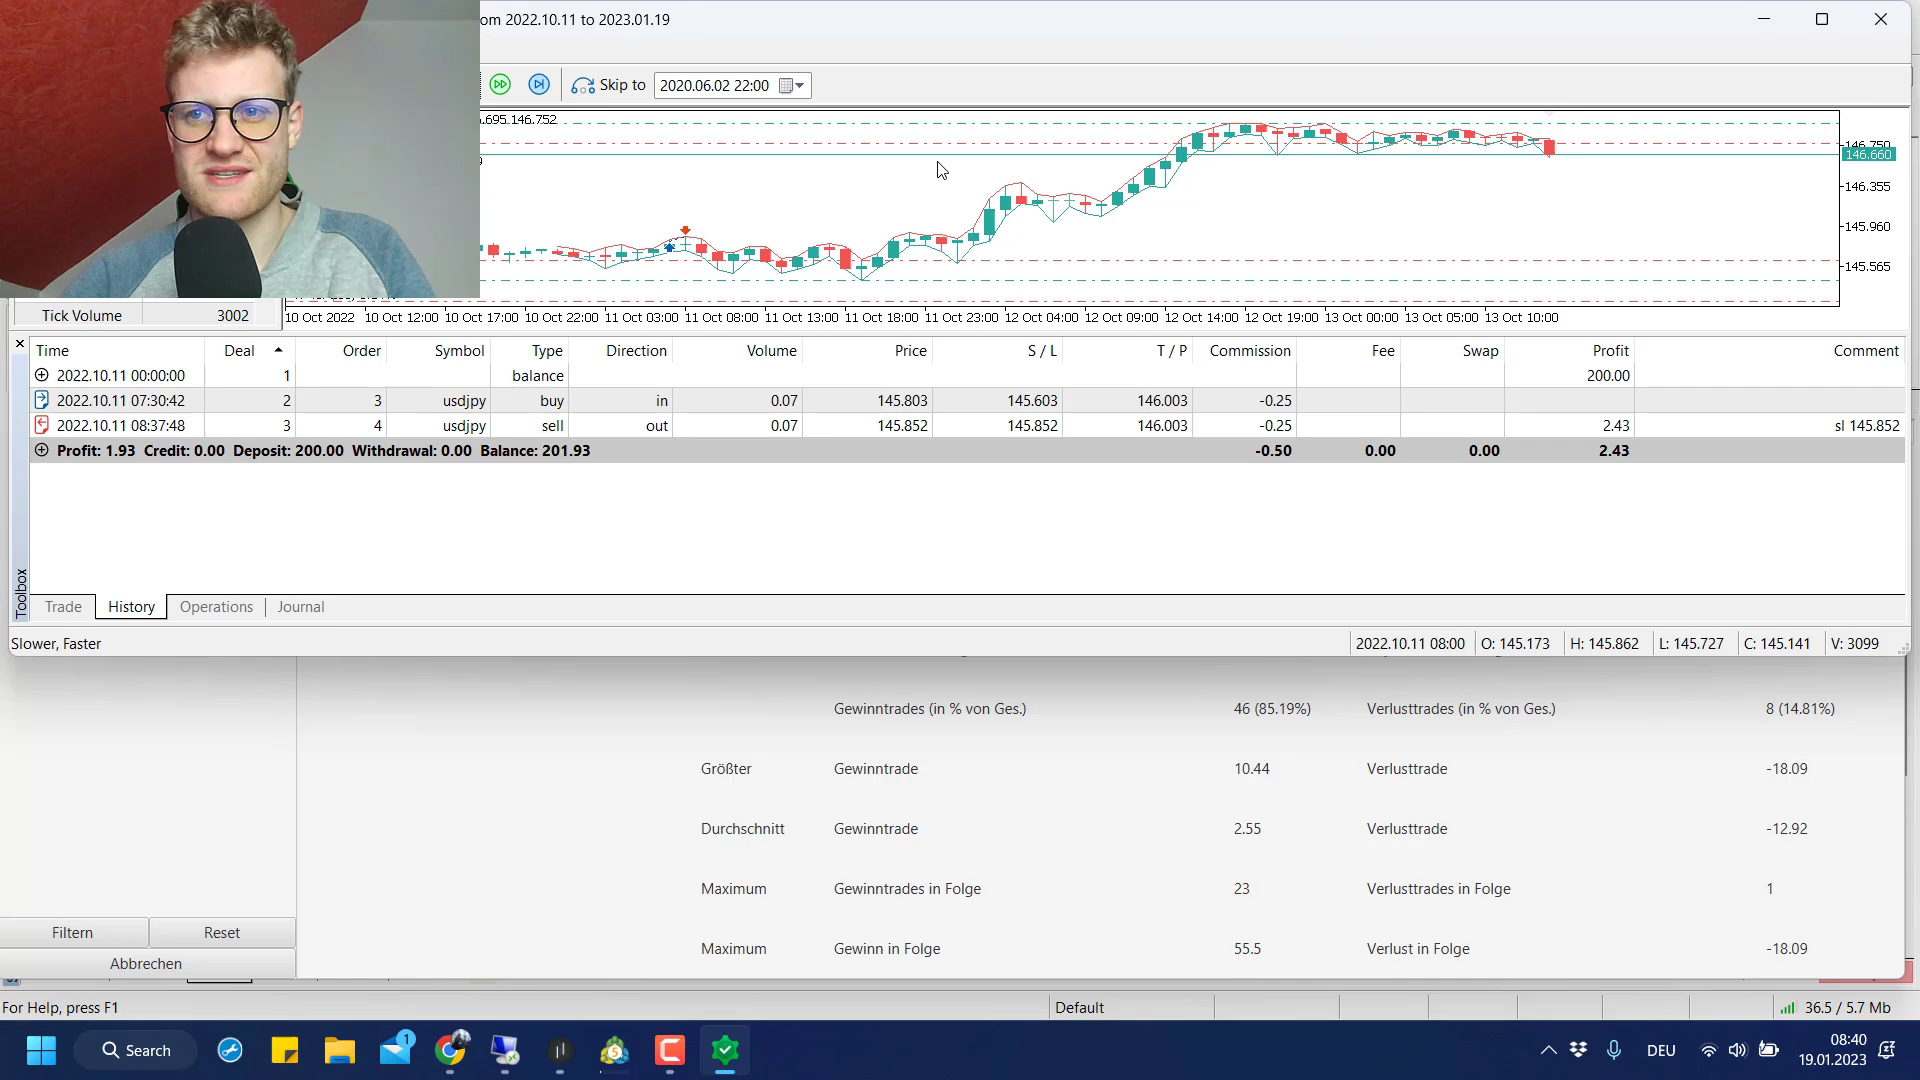 om 2022.10.11 to 2023.01.19
Skip to 2020.06.02 22:00
.695 146.752
146.750
146.660
146.355
145.960
145.565
Tick Volume 3002
10 Oct 2022 10 Oct 12:00 10 Oct 17:00 10 Oct 22:00 11 Oct 03:00 11 Oct 08:00 11 Oct 13:00 11 Oct 18:00 11 Oct 23:00 12 Oct 04:00 12 Oct 09:00 12 Oct 14:00 12 Oct 19:00 13 Oct 00:00 13 Oct 05:00 13 Oct 10:00
Time Deal Order Symbol Type Direction Volume Price S / L T / P Commission Fee Swap Profit Comment
2022.10.11 00:00:00 1 balance 200.00
2022.10.11 07:30:42 2 3 usdjpy buy in 0.07 145.803 145.603 146.003 -0.25
2022.10.11 08:37:48 3 4 usdjpy sell out 0.07 145.852 145.852 146.003 -0.25 2.43 sl 145.852
Profit: 1.93 Credit: 0.00 Deposit: 200.00 Withdrawal: 0.00 Balance: 201.93 -0.50 0.00 0.00 2.43
Toolbox
Trade History Operations Journal
Slower, Faster 2022.10.11 08:00 O: 145.173 H: 145.862 L: 145.727 C: 145.141 V: 3099
Gewinntrades (in % von Ges.) 46 (85.19%) Verlusttrades (in % von Ges.) 8 (14.81%)
Größter Gewinntrade 10.44 Verlusttrade -18.09
Durchschnitt Gewinntrade 2.55 Verlusttrade -12.92
Maximum Gewinntrades in Folge 23 Verlusttrades in Folge 1
Filtern Reset
Maximum Gewinn in Folge 55.5 Verlust in Folge -18.09
Abbrechen
For Help, press F1 Default 36.5 / 5.7 Mb
Search 1 DEU 08:40
19.01.2023